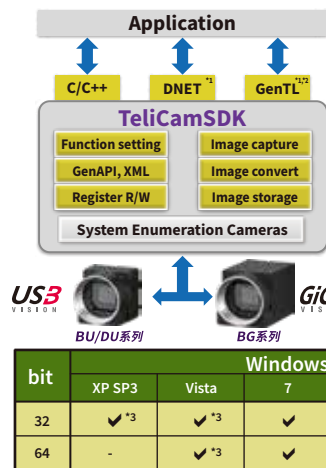 Application
C/C++ DNET *1 GenTL *1,*2
TeliCamSDK
Function setting Image capture
GenAPI, XML Image convert
Register R/W Image storage
System Enumeration Cameras
USB
VISION
BU/DU系列 BG系列
bit Windows
XP SP3 Vista 7
32 ✔ *3 ✔ *3 ✔
64 - ✔ *3 ✔